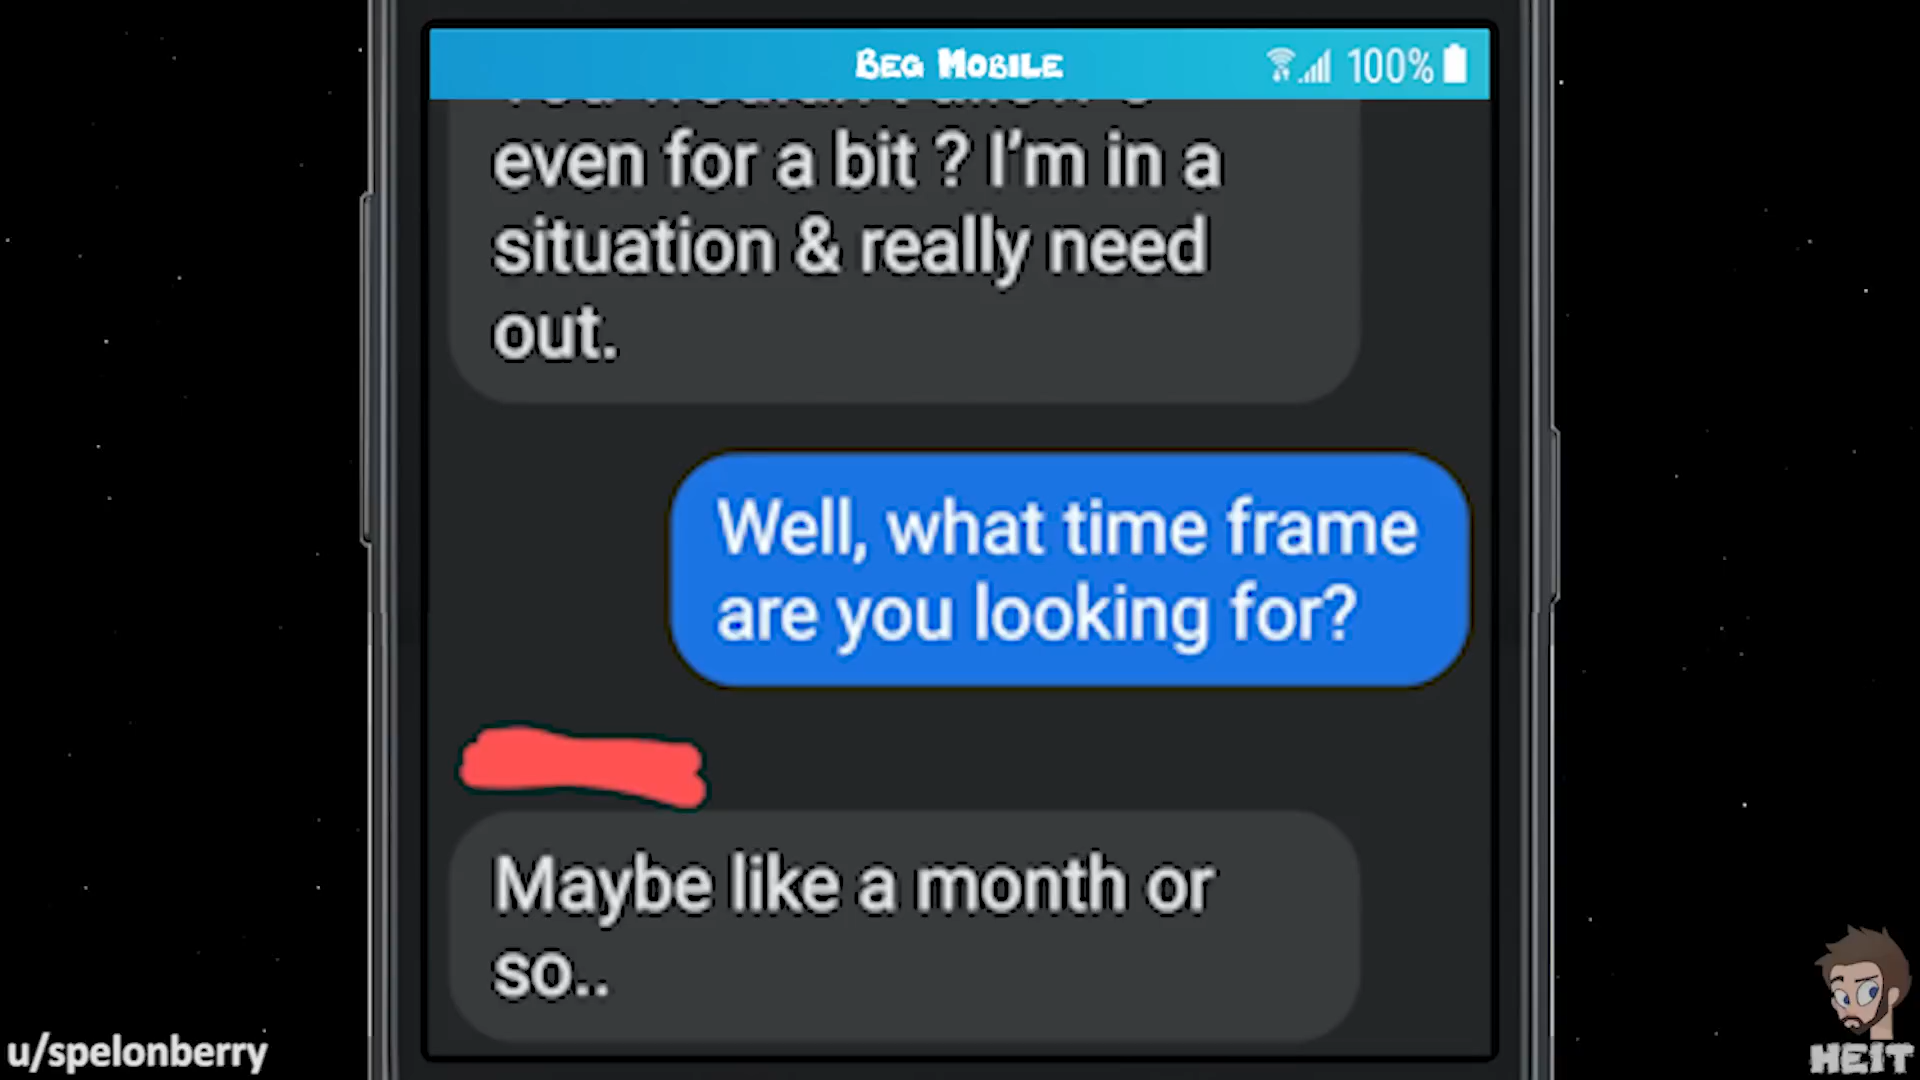 BEG MOBILE
100%
even for a bit ? I'm in a
situation & really need
out.
Well, what time frame
are you looking for?
Maybe like a month or
so..
u/spelonberry
HEIT